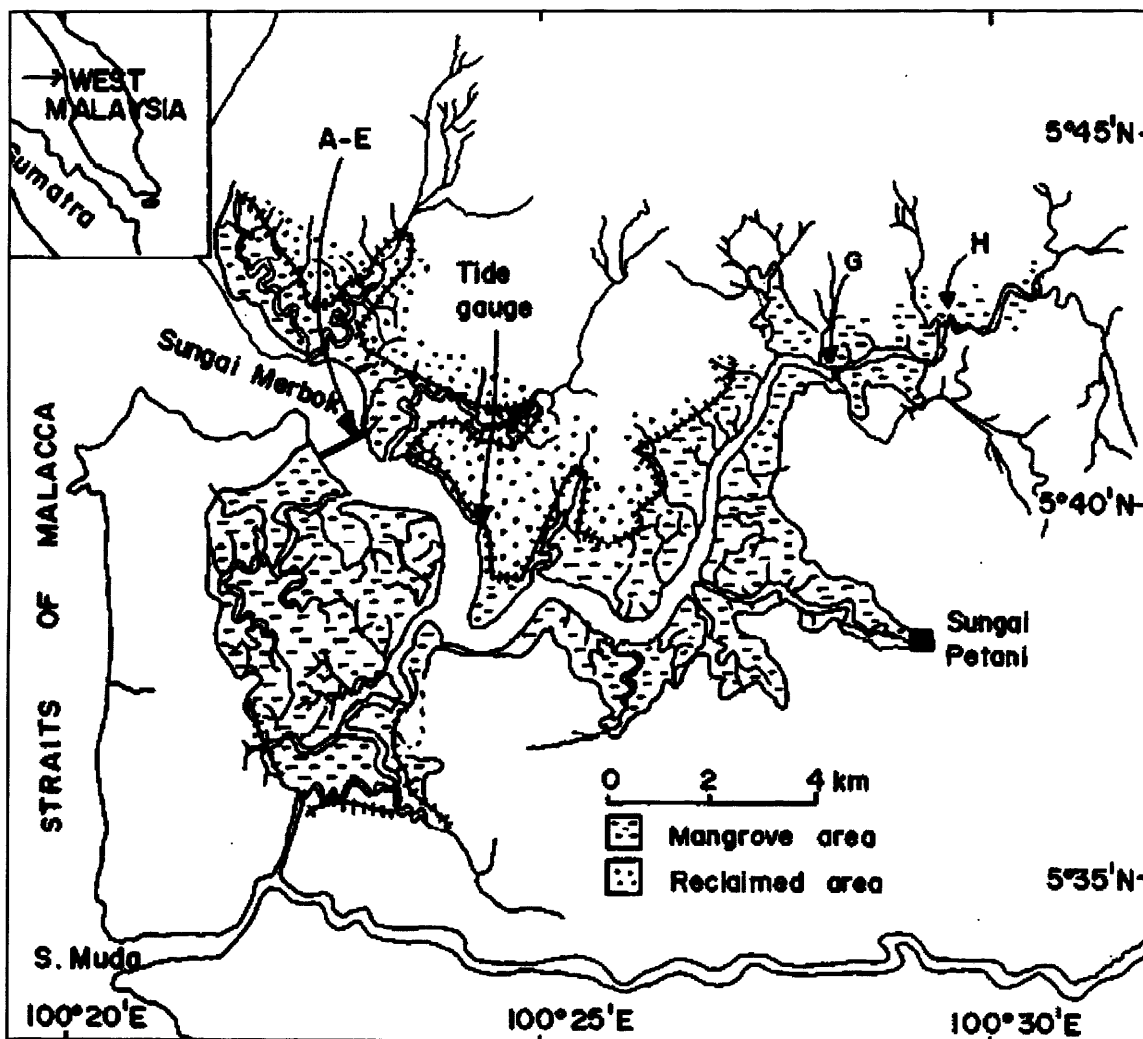 WEST
MALAYSIA
Sumatra
A-E
5°45'N
Tide
gauge
G
H
Sungai Merbok
STRAITS OF MALACCA
5°40'N
Sungai
Petani
0 2 4 km
Mangrove area
Reclaimed area
5°35'N
S. Muda
100°20'E 100°25'E 100°30'E